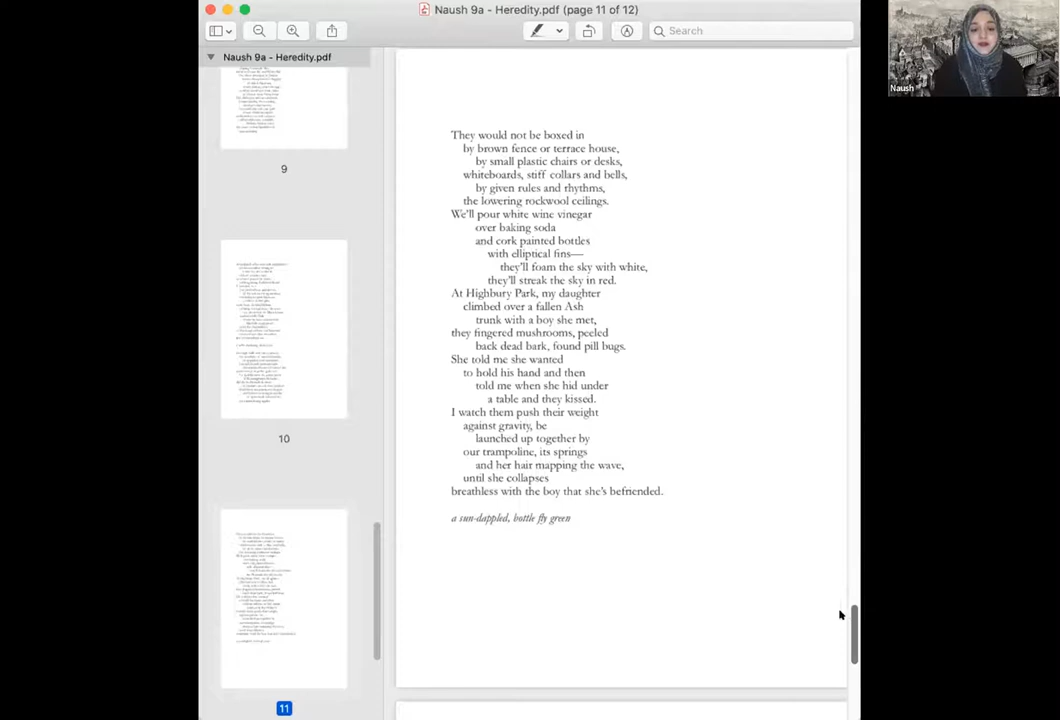 Naush 9a - Heredity.pdf (page 11 of 12)
Search
Naush 9a - Heredity.pdf
9
10
11
They would not be boxed in
by brown fence or terrace house,
by small plastic chairs or desks,
whiteboards, stiff collars and bells,
by given rules and rhythms,
the lowering rockwool ceilings.
We'll pour white wine vinegar
over baking soda
and cork painted bottles
with elliptical fins—
they'll foam the sky with white,
they'll streak the sky in red.
At Highbury Park, my daughter
climbed over a fallen Ash
trunk with a boy she met,
they fingered mushrooms, peeled
back dead bark, found pill bugs.
She told me she wanted
to hold his hand and then
told me when she hid under
a table and they kissed.
I watch them push their weight
against gravity, be
launched up together by
our trampoline, its springs
and her hair mapping the wave,
until she collapses
breathless with the boy that she's befriended.
a sun-dappled, bottle fly green
Naush